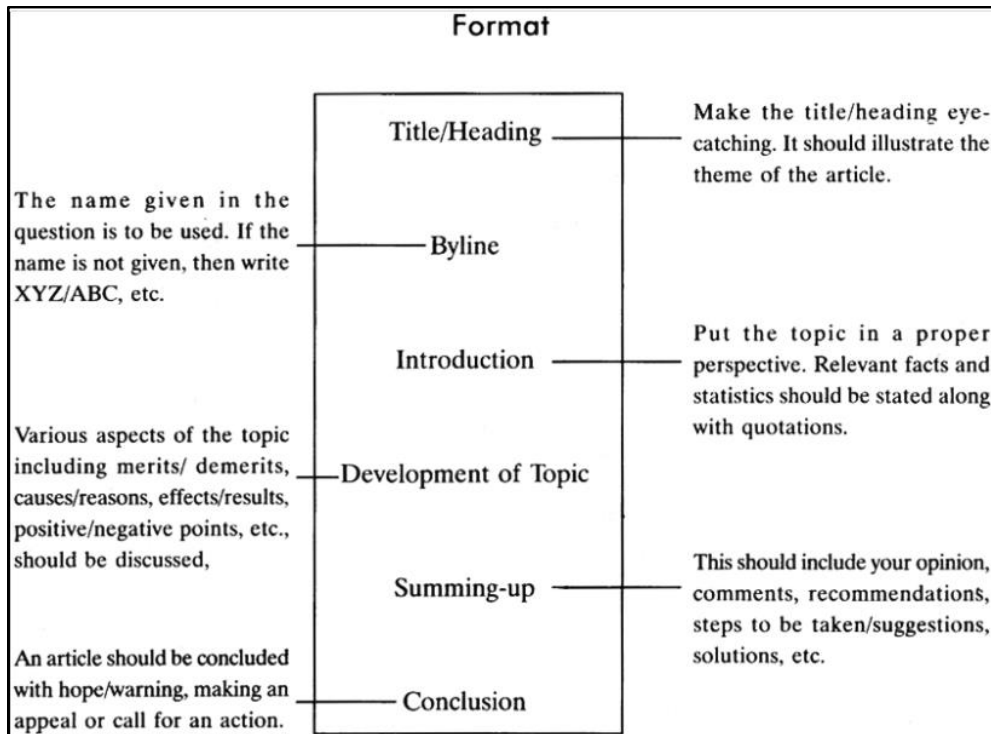 Format
Title/Heading
Make the title/heading eye-
catching. It should illustrate the
theme of the article.
The name given in the
question is to be used. If the
name is not given, then write
XYZ/ABC, etc.
Byline
Introduction
Put the topic in a proper
perspective. Relevant facts and
statistics should be stated along
with quotations.
Various aspects of the topic
including merits/ demerits,
causes/reasons, effects/results,
positive/negative points, etc.,
should be discussed,
Development of Topic
Summing-up
This should include your opinion,
comments, recommendations,
steps to be taken/suggestions,
solutions, etc.
An article should be concluded
with hope/warning, making an
appeal or call for an action.
Conclusion